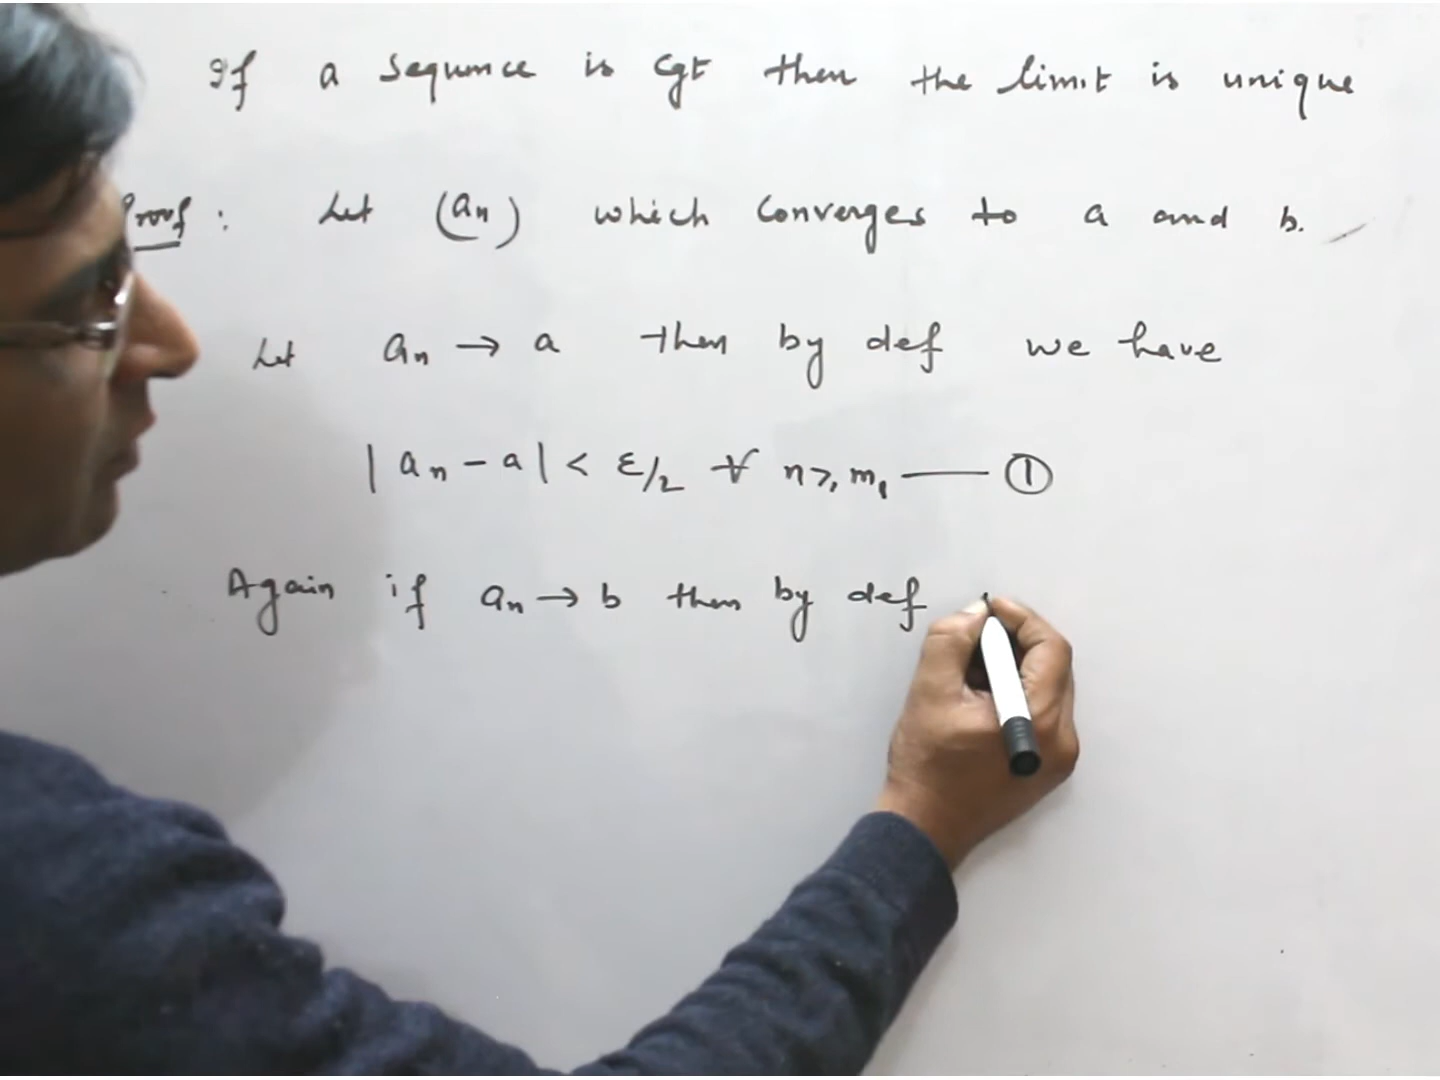 If a sequnce is Cgt then the limit is unique
Proof : Let (aₙ) which converges to a and b.
Let aₙ → a then by def we have
|aₙ - a| < ε/2 ∀ n ≥ m₁ —— ①
Again if aₙ → b then by def